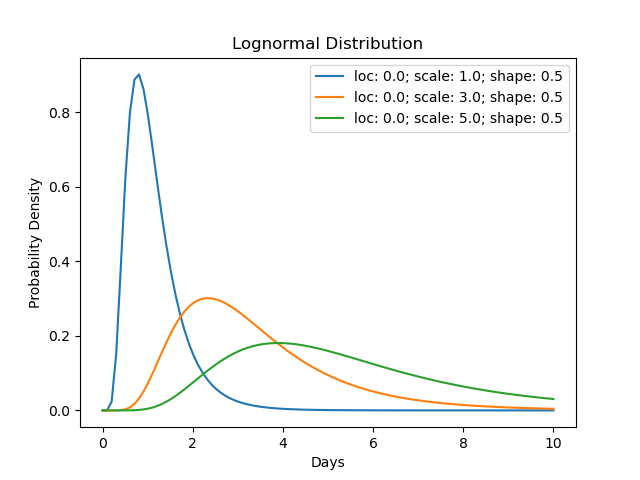 Lognormal Distribution
loc: 0.0; scale: 1.0; shape: 0.5
loc: 0.0; scale: 3.0; shape: 0.5
loc: 0.0; scale: 5.0; shape: 0.5
Probability Density
0.8
0.6
0.4
0.2
0.0
0 2 4 6 8 10
Days